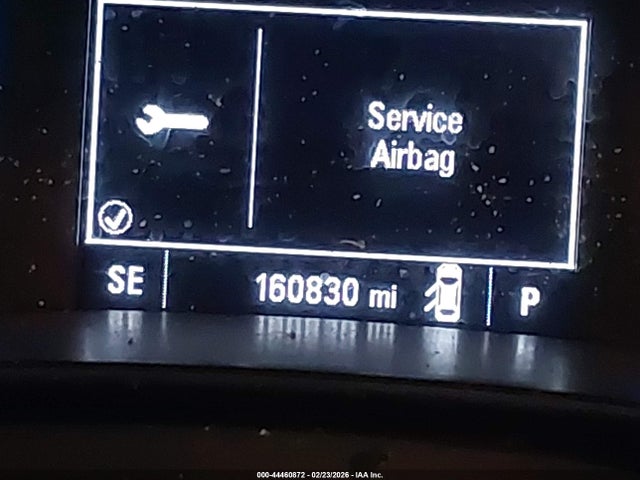 Service
Airbag
SE 160830 mi P
000-44460872 - 02/23/2026 - IAA Inc.